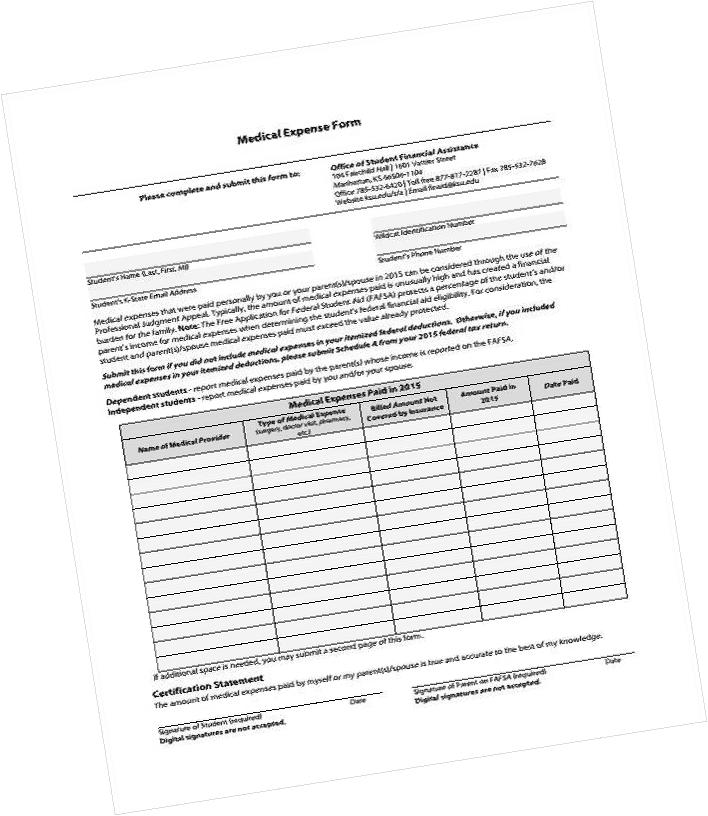 Medical Expense Form
Please complete and submit this form to:
Office of Student Financial Assistance
104 Fairchild Hall | 1601 Vattier Street
Manhattan, KS 66506-1104
Office 785-532-6420 | Toll free 877-817-2287 | Fax 785-532-7628
Website ksu.edu/sfa | Email finaid@ksu.edu
Student's Name (Last, First, MI)
Wildcat Identification Number
Student's K-State Email Address
Student's Phone Number
Medical expenses that were paid personally by you or your parent(s)/spouse in 2015 can be considered through the use of the
Professional Judgment Appeal. Typically, the amount of medical expenses paid is unusually high and has created a financial
burden for the family. Note: The Free Application for Federal Student Aid (FAFSA) protects a percentage of the student's and/or
parent's income for medical expenses when determining the student's federal financial aid eligibility. For consideration, the
student and parent(s)/spouse medical expenses paid must exceed the value already protected.
Submit this form if you did not include medical expenses in your itemized federal deductions. Otherwise, if you included
medical expenses in your itemized deductions, please submit Schedule A from your 2015 federal tax return.
Dependent students - report medical expenses paid by the parent(s) whose income is reported on the FAFSA.
Independent students - report medical expenses paid by you and/or your spouse.
Medical Expenses Paid in 2015
Name of Medical Provider
Type of Medical Expense
(surgery, doctor visit, pharmacy,
etc.)
Billed Amount Not
Covered by Insurance
Amount Paid in
2015
Date Paid
If additional space is needed, you may submit a second page of this form.
Certification Statement
The amount of medical expenses paid by myself or my parent(s)/spouse is true and accurate to the best of my knowledge.
Signature of Student (required)
Date
Digital signatures are not accepted.
Signature of Parent on FAFSA (required)
Date
Digital signatures are not accepted.